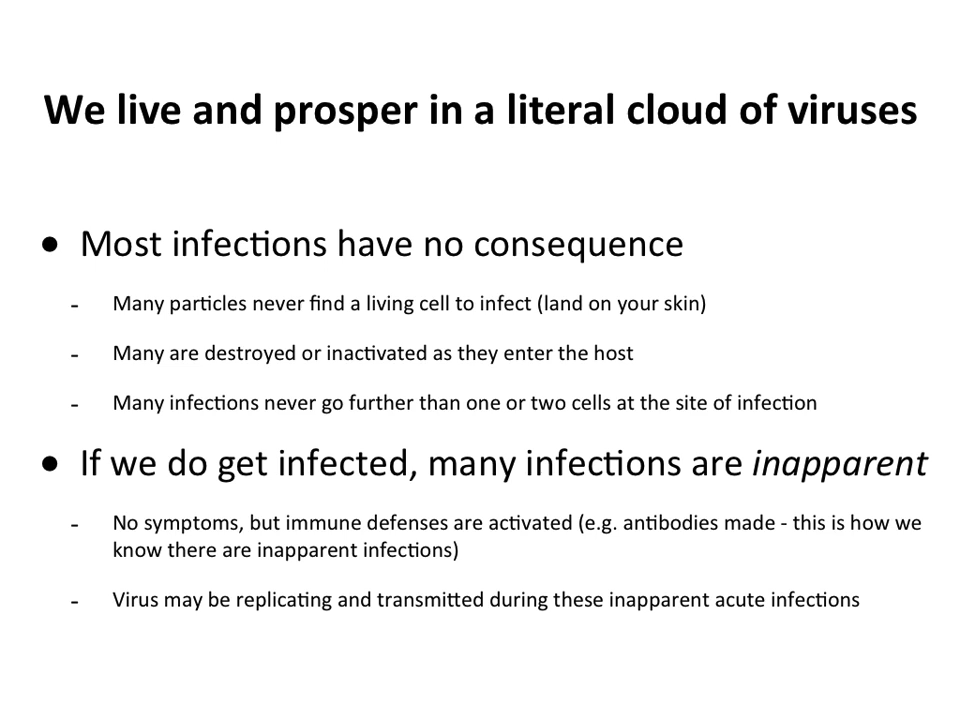 We live and prosper in a literal cloud of viruses
• Most infections have no consequence
- Many particles never find a living cell to infect (land on your skin)
- Many are destroyed or inactivated as they enter the host
- Many infections never go further than one or two cells at the site of infection
• If we do get infected, many infections are inapparent
- No symptoms, but immune defenses are activated (e.g. antibodies made - this is how we
know there are inapparent infections)
- Virus may be replicating and transmitted during these inapparent acute infections